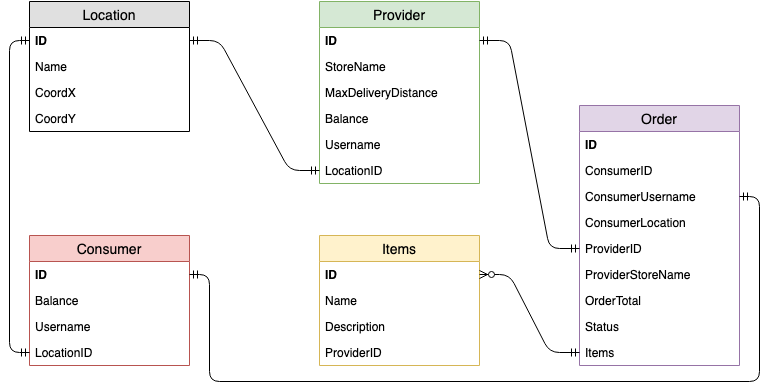 Location
ID
Name
CoordX
CoordY
Provider
ID
StoreName
MaxDeliveryDistance
Balance
Username
LocationID
Order
ID
ConsumerID
ConsumerUsername
ConsumerLocation
ProviderID
ProviderStoreName
OrderTotal
Status
Items
Consumer
ID
Balance
Username
LocationID
Items
ID
Name
Description
ProviderID